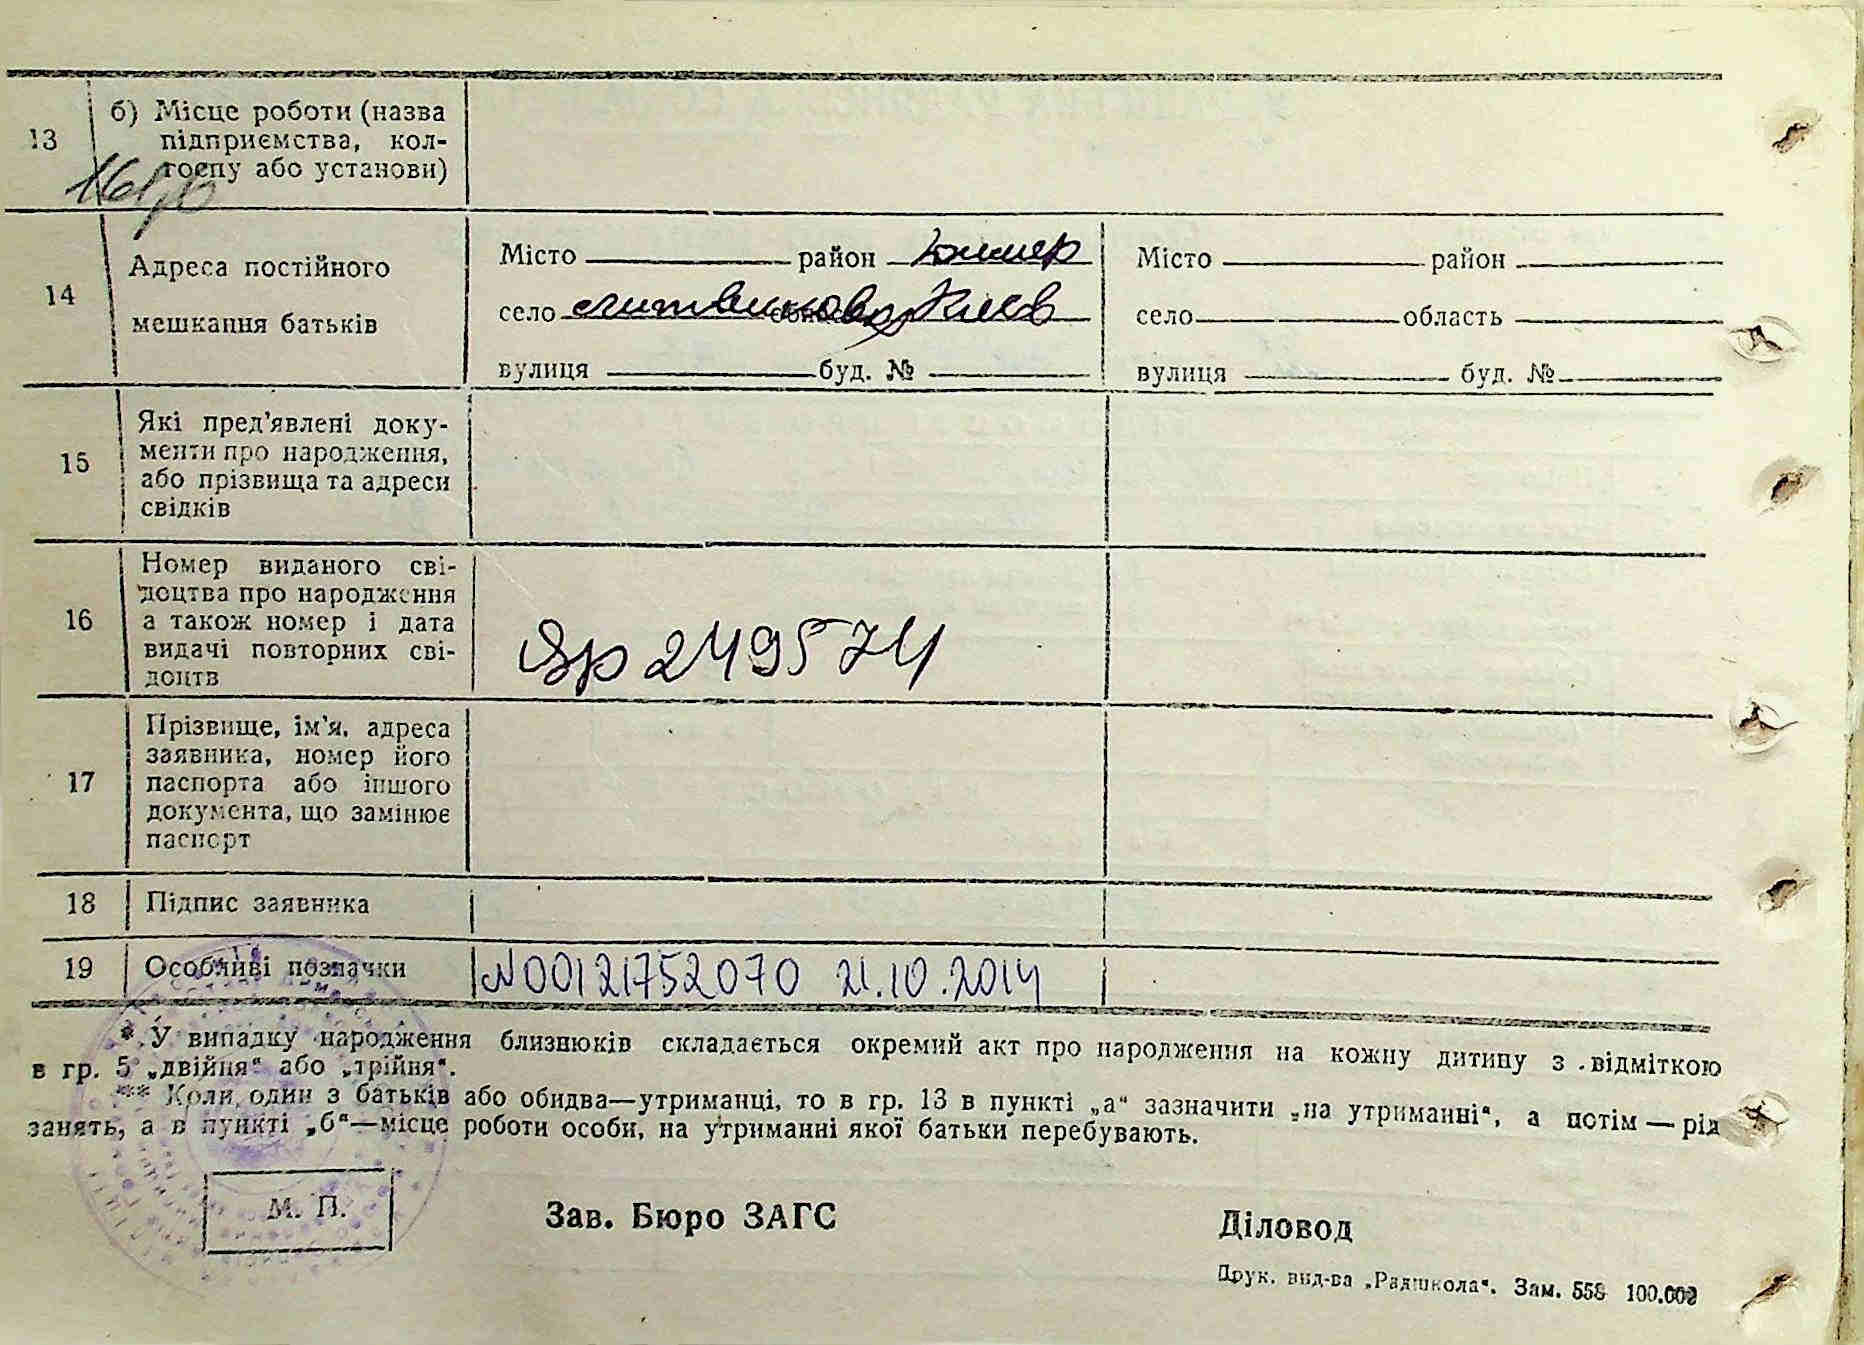 13 б) Місце роботи (назва
підприємства, кол-
госпу або установи)
14 Адреса постійного
мешкання батьків
Місто район
село литвиновка Киев
вулиця буд. №
Місто район
село область
вулиця буд. №
15 Які пред'явлені доку-
менти про народження,
або прізвища та адреси
свідків
16 Номер виданого сві-
доцтва про народження
а також номер і дата
видачі повторних сві-
доцтв
Яр 249574
17 Прізвище, ім'я, адреса
заявника, номер його
паспорта або іншого
документа, що замінює
паспорт
18 Підпис заявника
19 Особливі позначки
N00121752070 21.10.2014
* У випадку народження близнюків складається окремий акт про народження на кожну дитину з відміткою
в гр. 5 „двійня“ або „трійня“.
** Коли один з батьків або обидва—утриманці, то в гр. 13 в пункті „а“ зазначити „на утриманні“, а потім — рід
занять, а в пункті „б“—місце роботи особи, на утриманні якої батьки перебувають.
М. П.
Зав. Бюро ЗАГС
Діловод
Друк. вид-ва „Радшкола“. Зам. 558 100.000